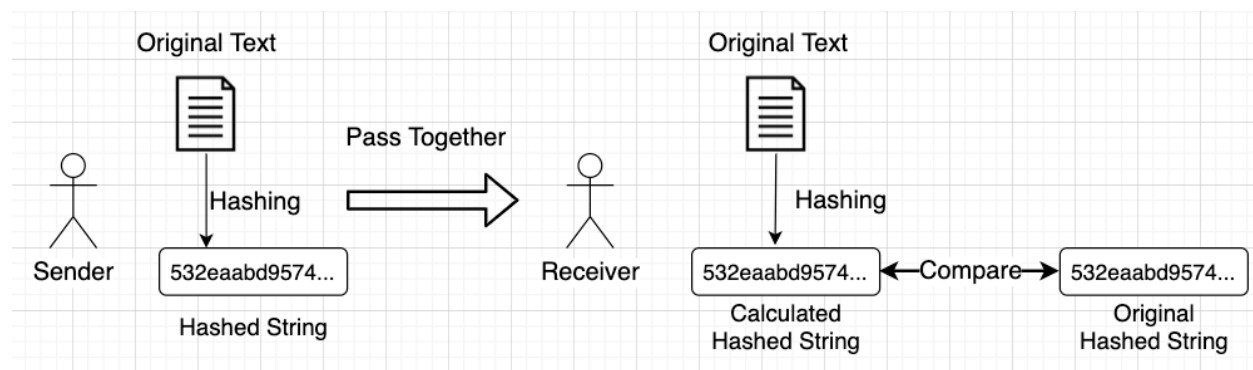 Original Text
Pass Together
Hashing
Sender
532eaabd9574...
Hashed String
Original Text
Hashing
Receiver
532eaabd9574...
Compare
532eaabd9574...
Calculated
Hashed String
Original
Hashed String